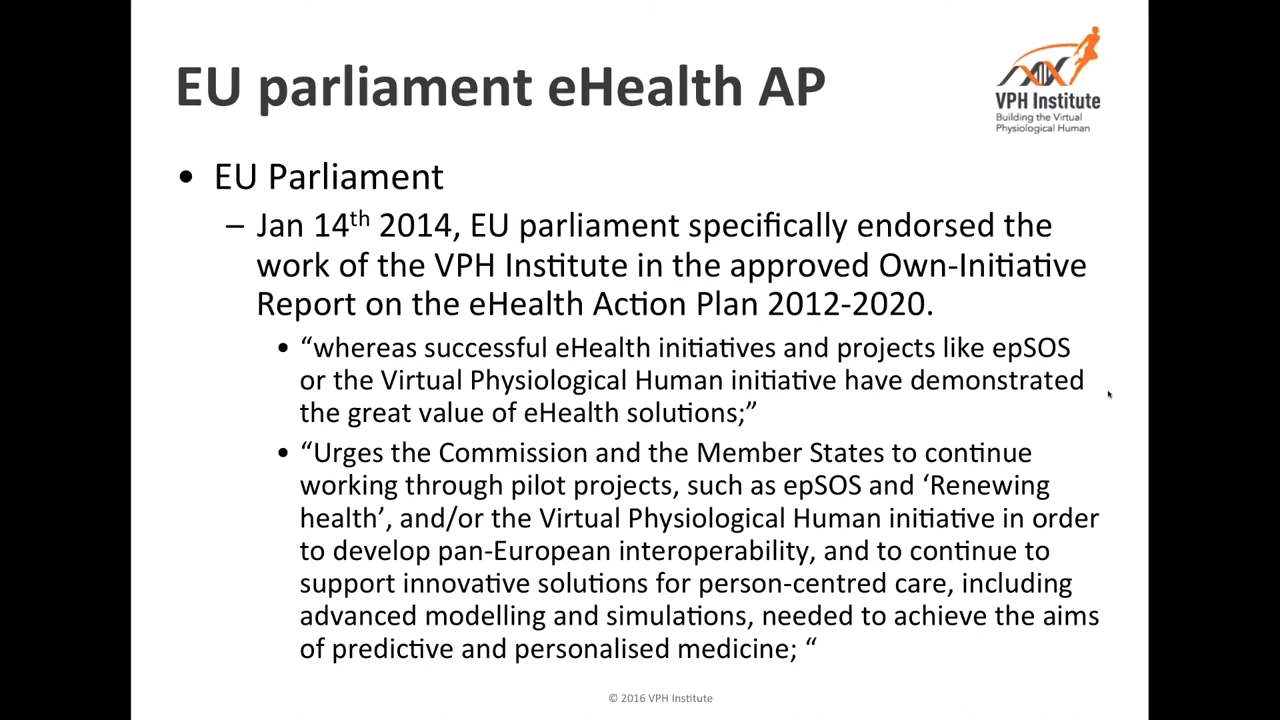 EU parliament eHealth AP
VPH Institute
Building the Virtual
Physiological Human
• EU Parliament
– Jan 14th 2014, EU parliament specifically endorsed the
work of the VPH Institute in the approved Own-Initiative
Report on the eHealth Action Plan 2012-2020.
• “whereas successful eHealth initiatives and projects like epSOS
or the Virtual Physiological Human initiative have demonstrated
the great value of eHealth solutions;”
• “Urges the Commission and the Member States to continue
working through pilot projects, such as epSOS and ‘Renewing
health’, and/or the Virtual Physiological Human initiative in order
to develop pan-European interoperability, and to continue to
support innovative solutions for person-centred care, including
advanced modelling and simulations, needed to achieve the aims
of predictive and personalised medicine; “
© 2016 VPH Institute